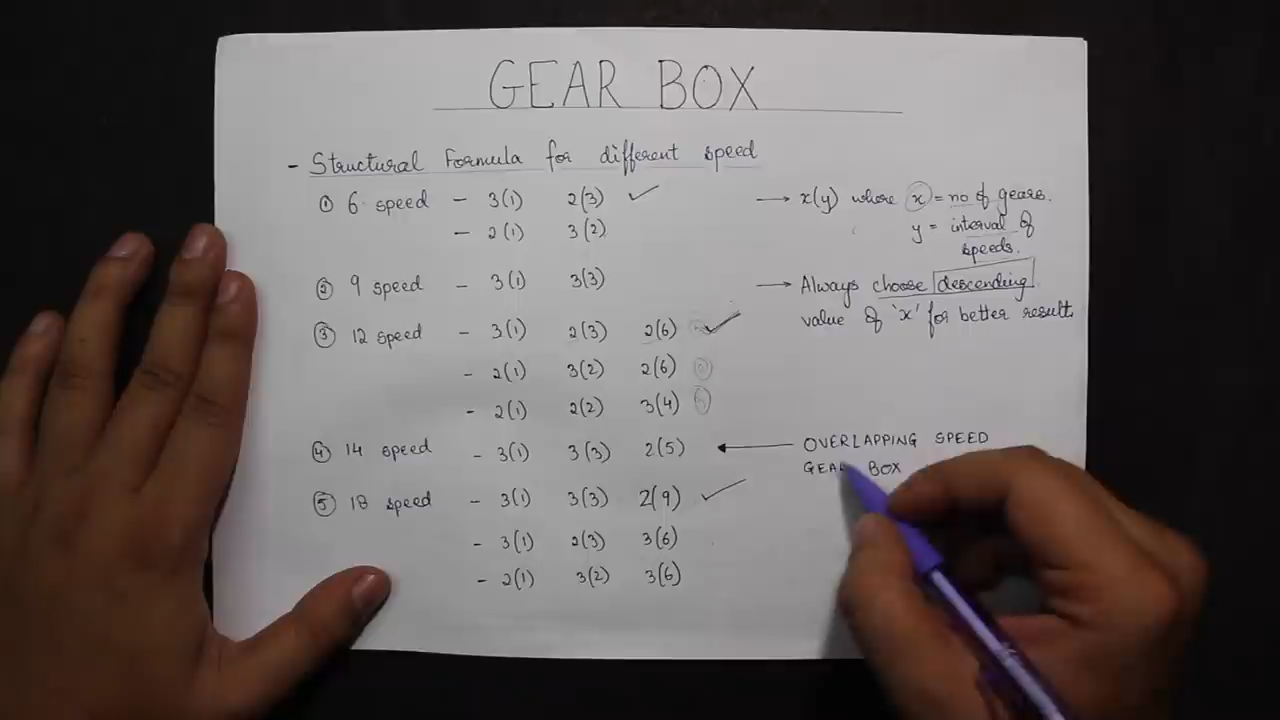 GEAR BOX
- Structural Formula for different speed
① 6 speed - 3(1) 2(3) ✓
- 2(1) 3(2)
② 9 speed - 3(1) 3(3)
③ 12 speed - 3(1) 2(3) 2(6) ✓
- 2(1) 3(2) 2(6)
- 2(1) 2(2) 3(4)
④ 14 speed - 3(1) 3(3) 2(5)
⑤ 18 speed - 3(1) 3(3) 2(9) ✓
- 3(1) 2(3) 3(6)
- 2(1) 3(2) 3(6)
→ x(y) where x = no of gears.
y = interval of
speeds.
→ Always choose descending
value of 'x' for better result
← OVERLAPPING SPEED
GEAR BOX